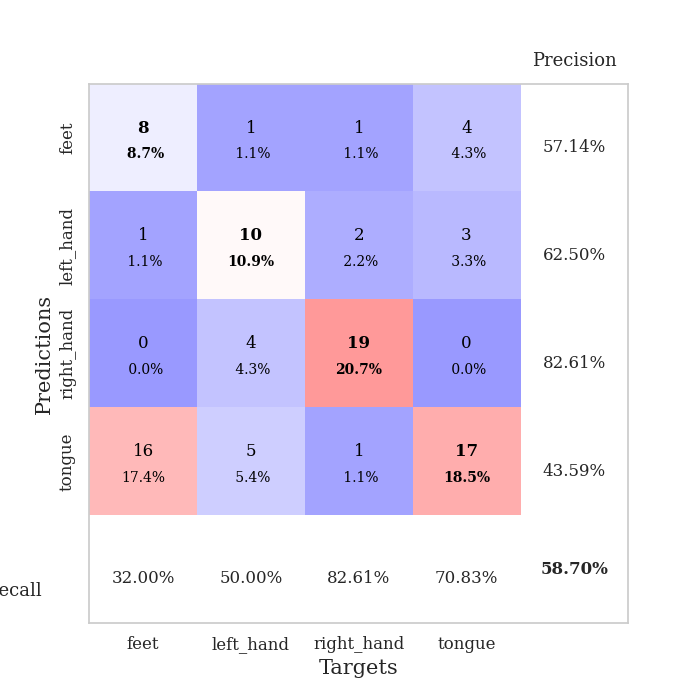 Precision
feet
8 1 1 4
8.7% 1.1% 1.1% 4.3%
57.14%
left_hand
1 10 2 3
1.1% 10.9% 2.2% 3.3%
62.50%
Predictions
right_hand
0 4 19 0
0.0% 4.3% 20.7% 0.0%
82.61%
tongue
16 5 1 17
17.4% 5.4% 1.1% 18.5%
43.59%
ecall
32.00% 50.00% 82.61% 70.83% 58.70%
feet left_hand right_hand tongue
Targets